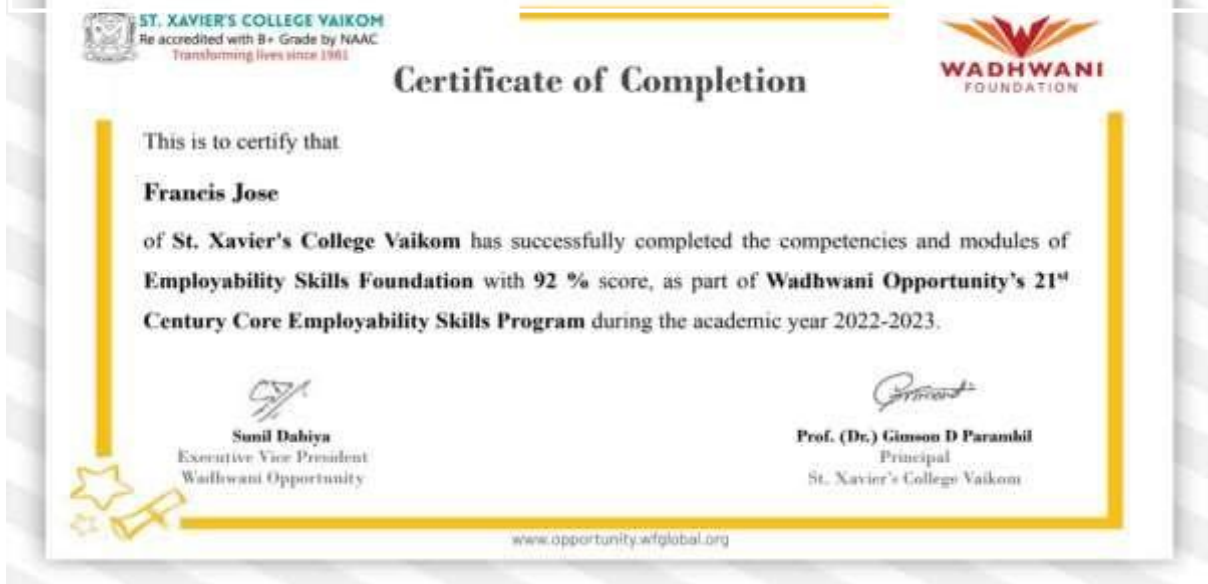 ST. XAVIER'S COLLEGE VAIKOM
Re accredited with B+ Grade by NAAC
Transforming lives since 1981
WADHWANI
FOUNDATION
Certificate of Completion
This is to certify that
Francis Jose
of St. Xavier's College Vaikom has successfully completed the competencies and modules of
Employability Skills Foundation with 92 % score, as part of Wadhwani Opportunity's 21st
Century Core Employability Skills Program during the academic year 2022-2023.
Sunil Dahiya
Executive Vice President
Wadhwani Opportunity
Prof. (Dr.) Gimson D Parambil
Principal
St. Xavier's College Vaikom
www.opportunity.wfglobal.org